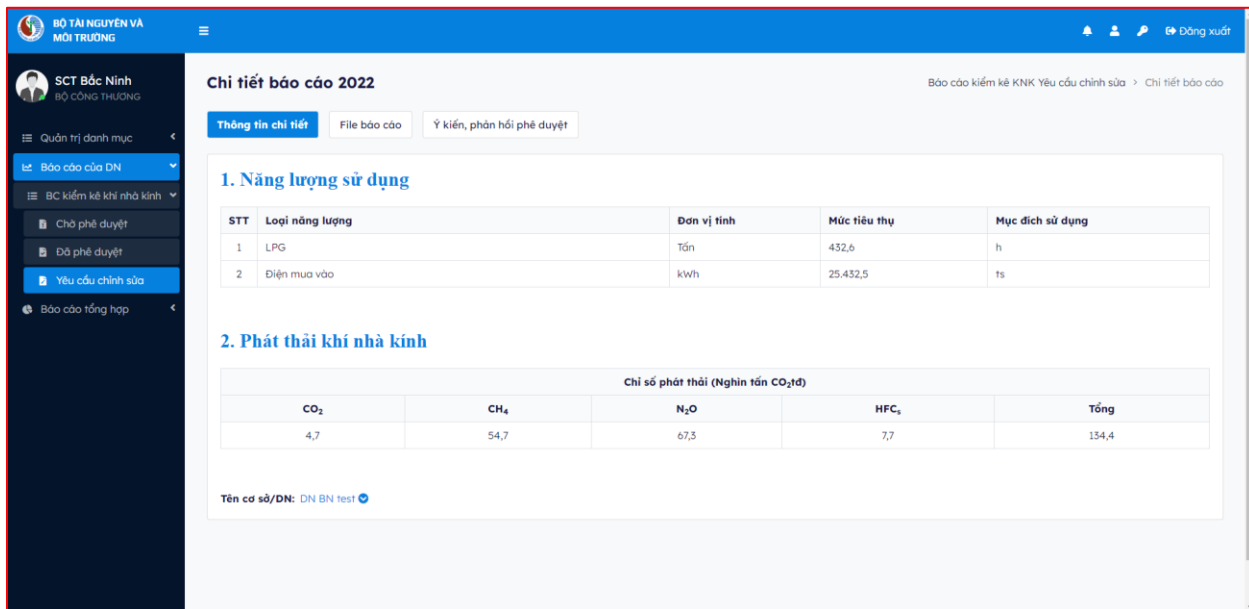 BỘ TÀI NGUYÊN VÀ
MÔI TRƯỜNG
Đăng xuất
SCT Bắc Ninh
BỘ CÔNG THƯƠNG
Quản trị danh mục
Báo cáo của DN
BC kiểm kê khí nhà kính
Chờ phê duyệt
Đã phê duyệt
Yêu cầu chỉnh sửa
Báo cáo tổng hợp
Chi tiết báo cáo 2022
Báo cáo kiểm kê KNK Yêu cầu chỉnh sửa > Chi tiết báo cáo
Thông tin chi tiết File báo cáo Ý kiến, phản hồi phê duyệt
1. Năng lượng sử dụng
STT Loại năng lượng Đơn vị tính Mức tiêu thụ Mục đích sử dụng
1 LPG Tấn 432,6 h
2 Điện mua vào kWh 25.432,5 ts
2. Phát thải khí nhà kính
Chỉ số phát thải (Nghìn tấn CO₂tđ)
CO₂ CH₄ N₂O HFCₛ Tổng
4,7 54,7 67,3 7,7 134,4
Tên cơ sở/DN: DN BN test